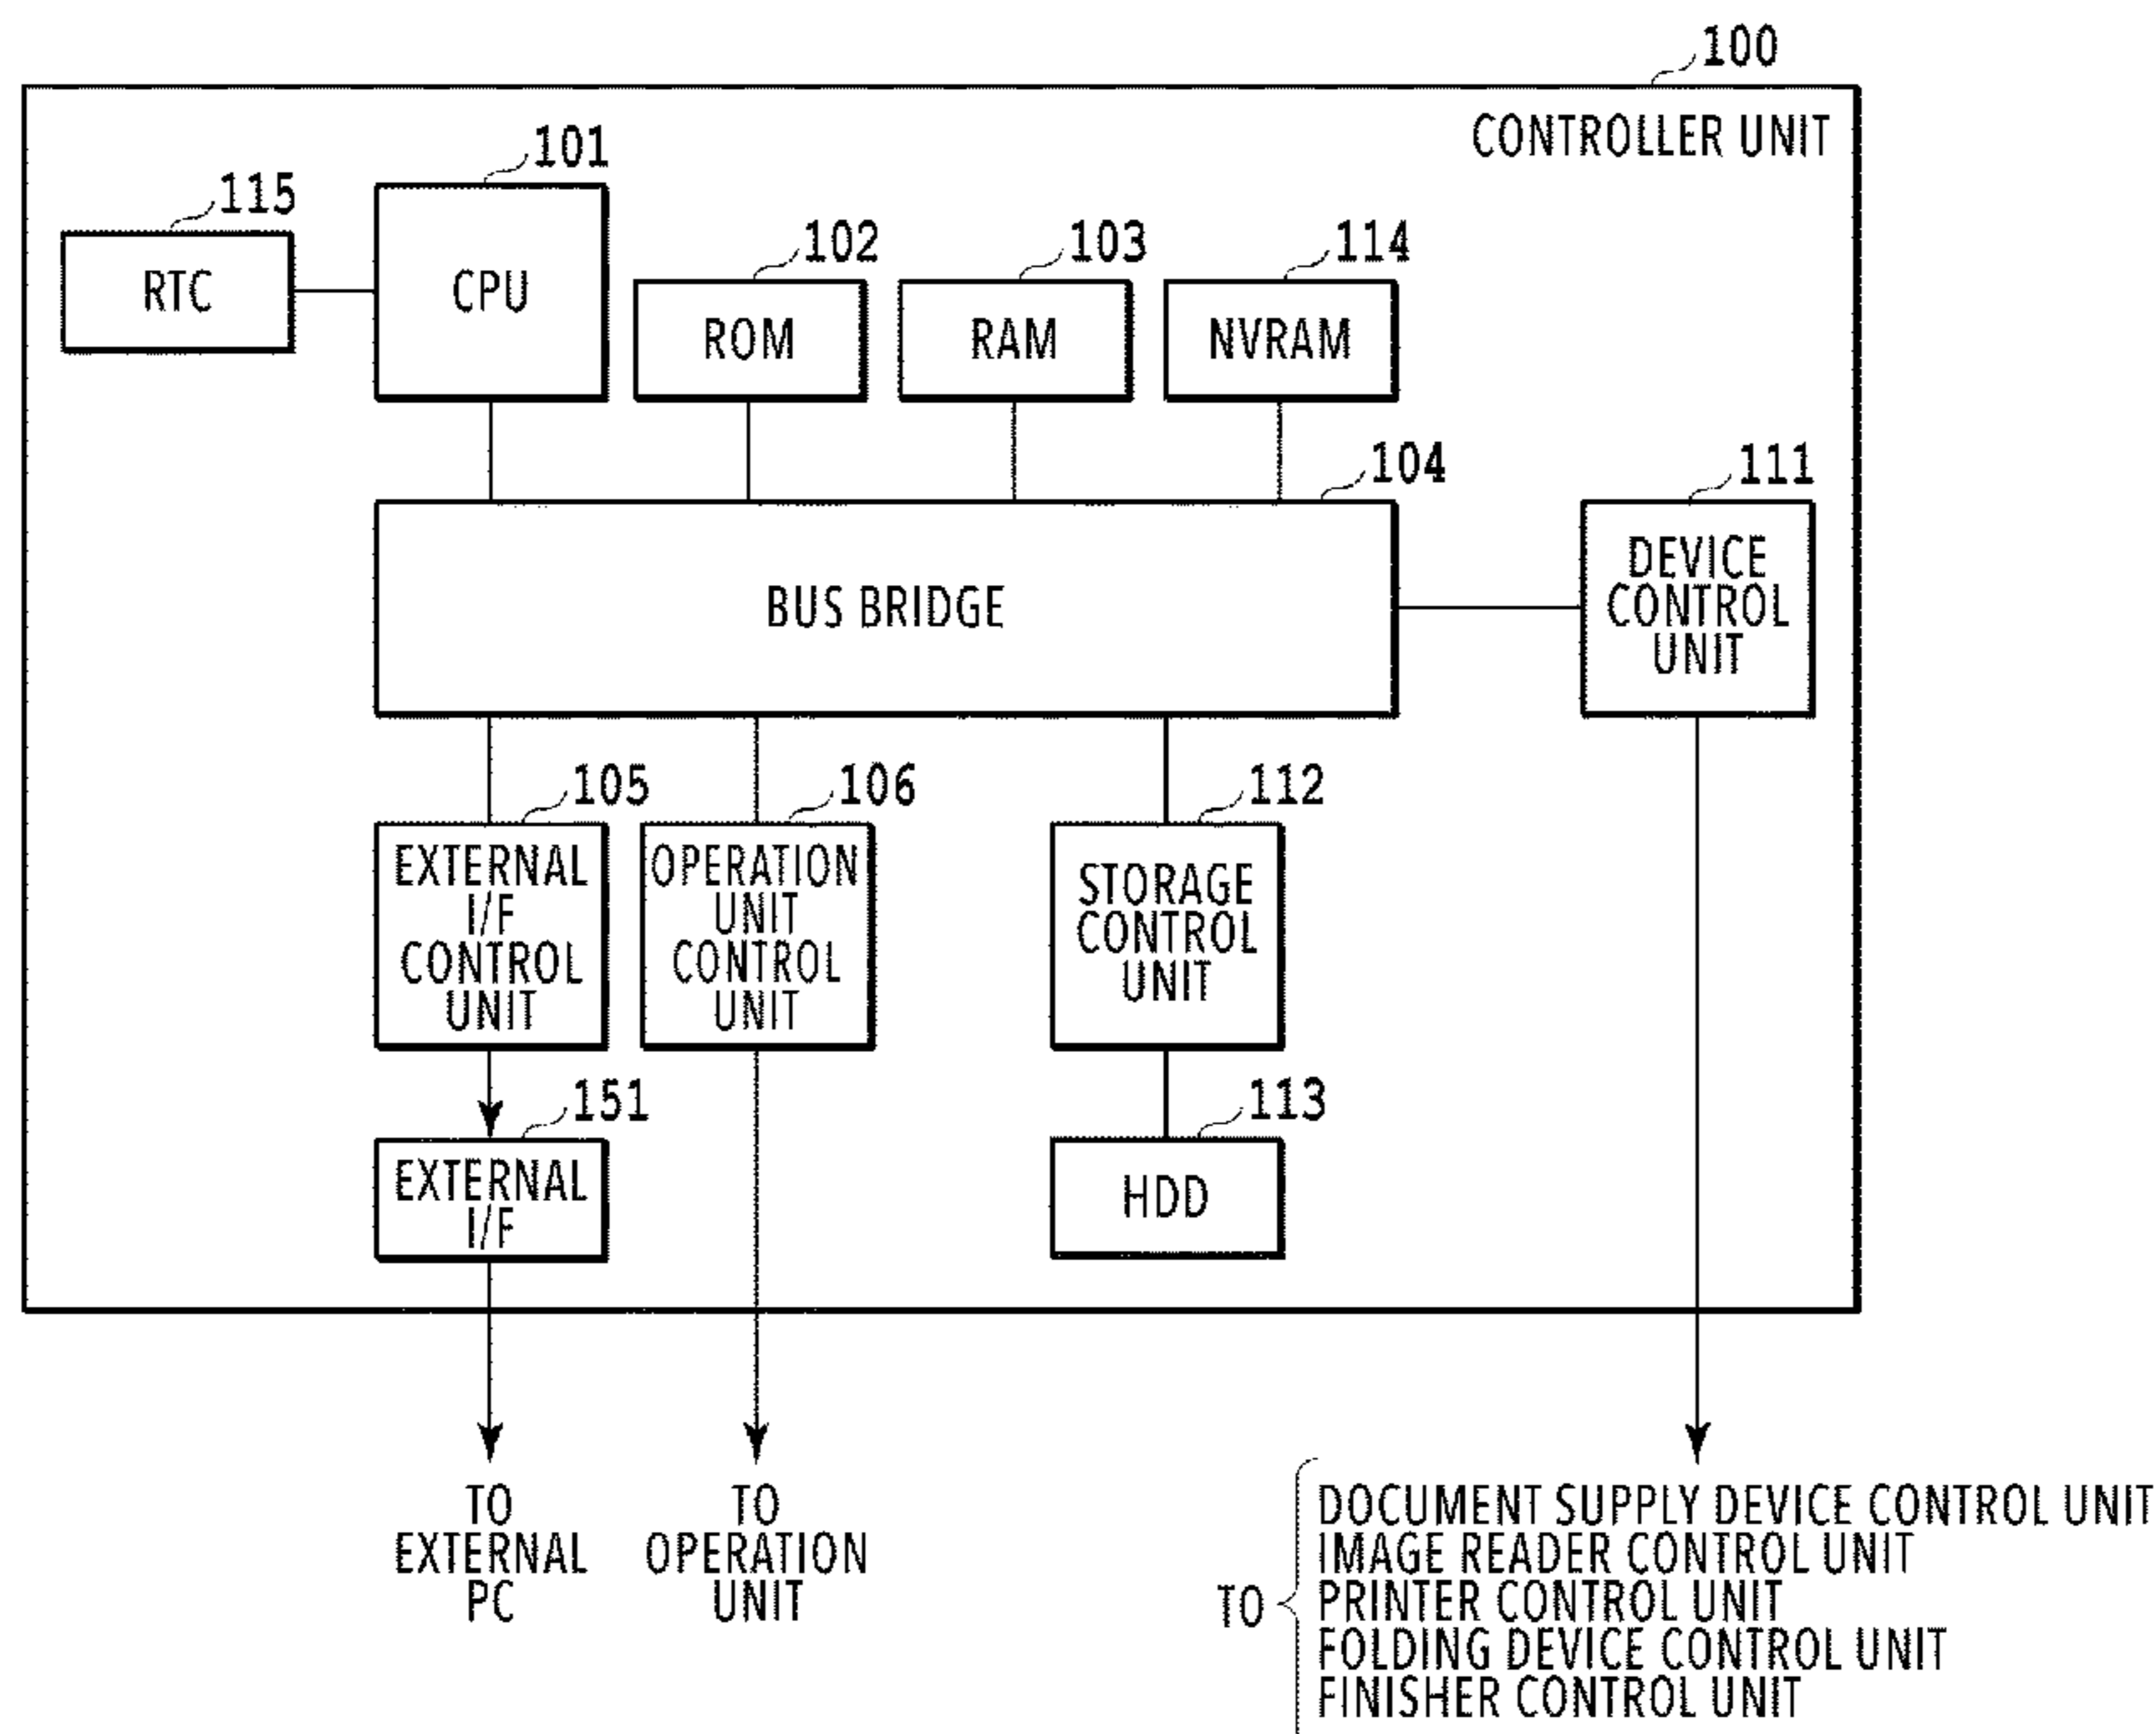 100
CONTROLLER UNIT
101
115
CPU
RTC
102
103
114
ROM
RAM
NVRAM
104
111
BUS BRIDGE
DEVICE
CONTROL
UNIT
105
106
112
EXTERNAL
I/F
CONTROL
UNIT
OPERATION
UNIT
CONTROL
UNIT
STORAGE
CONTROL
UNIT
151
113
EXTERNAL
I/F
HDD
TO
EXTERNAL
PC
TO
OPERATION
UNIT
TO
DOCUMENT SUPPLY DEVICE CONTROL UNIT
IMAGE READER CONTROL UNIT
PRINTER CONTROL UNIT
FOLDING DEVICE CONTROL UNIT
FINISHER CONTROL UNIT